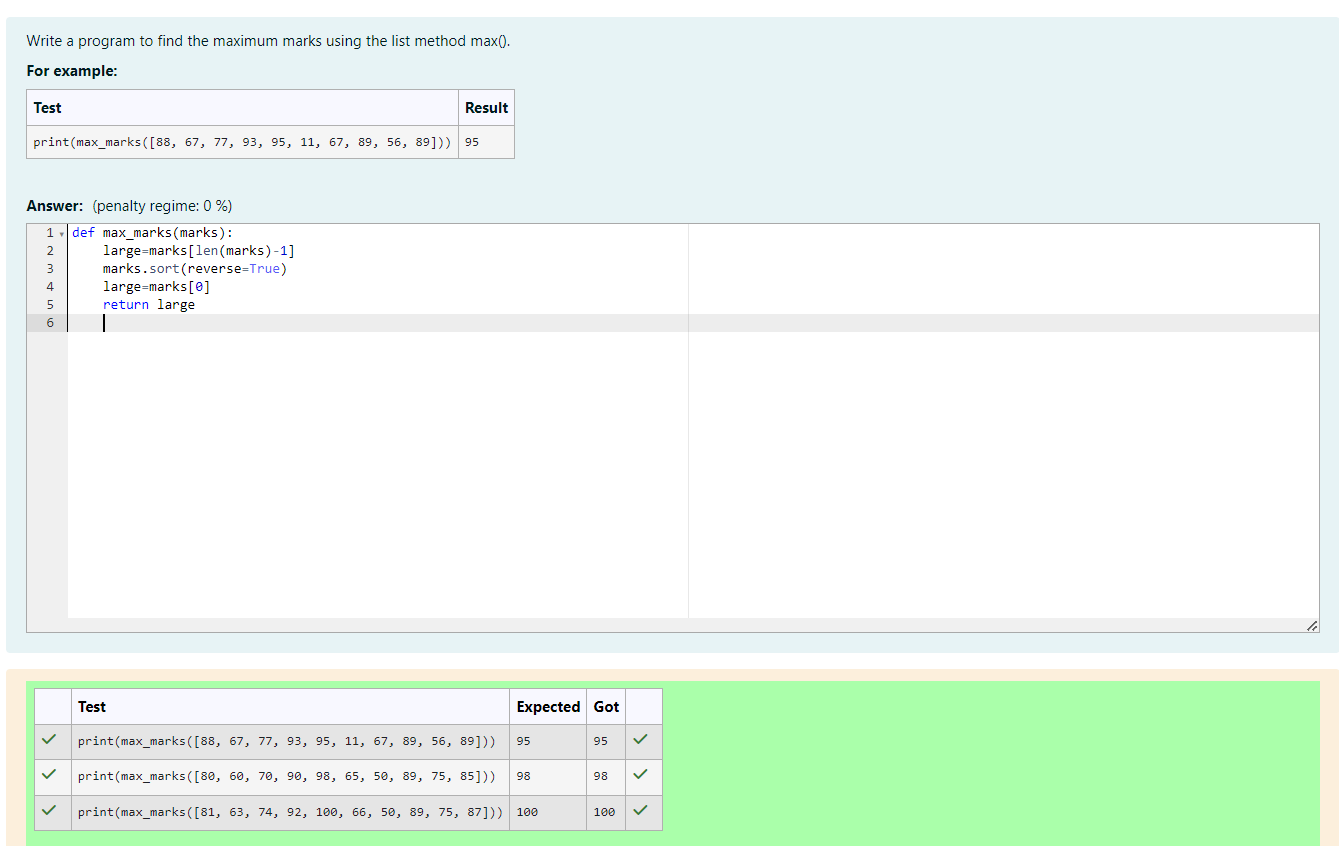 Write a program to find the maximum marks using the list method max().
For example:
Test Result
print(max_marks([88, 67, 77, 93, 95, 11, 67, 89, 56, 89])) 95
Answer: (penalty regime: 0 %)
1 def max_marks(marks):
2 large=marks[len(marks)-1]
3 marks.sort(reverse=True)
4 large=marks[0]
5 return large
6
Test Expected Got
print(max_marks([88, 67, 77, 93, 95, 11, 67, 89, 56, 89])) 95 95
print(max_marks([80, 60, 70, 90, 98, 65, 50, 89, 75, 85])) 98 98
print(max_marks([81, 63, 74, 92, 100, 66, 50, 89, 75, 87])) 100 100